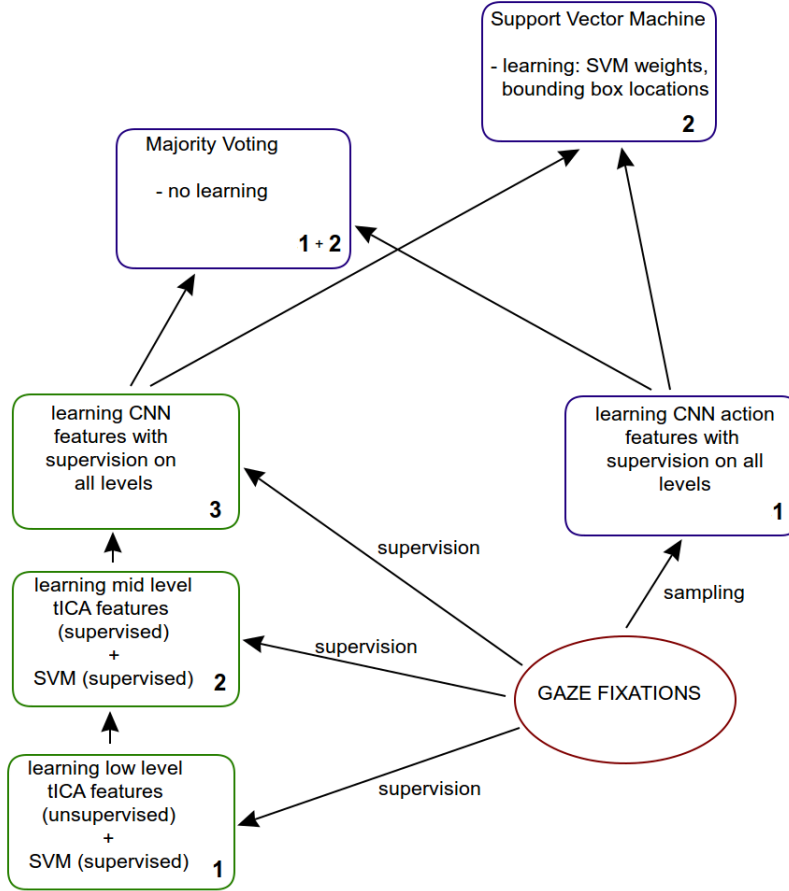 Support Vector Machine
- learning: SVM weights,
bounding box locations
2
Majority Voting
- no learning
1 + 2
learning CNN
features with
supervision on
all levels
3
learning CNN action
features with
supervision on all
levels
1
supervision
sampling
learning mid level
tICA features
(supervised)
+
SVM (supervised)
2
supervision
GAZE FIXATIONS
learning low level
tICA features
(unsupervised)
+
SVM (supervised)
1
supervision